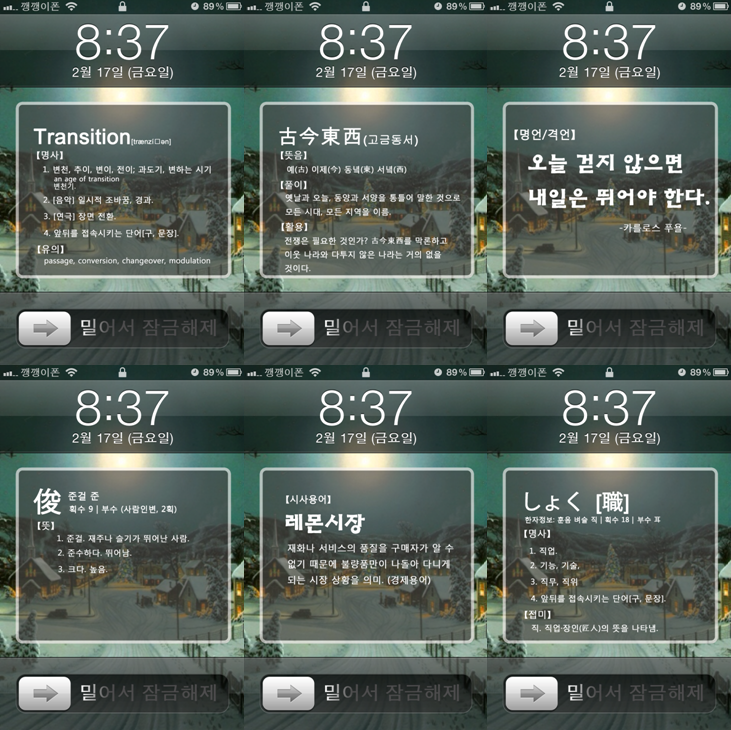 깽깽이폰 89%
8:37
2월 17일 (금요일)
Transition[trænzíʃən]
[명사]
1. 변천, 추이, 변이, 전이; 과도기, 변하는 시기
an age of transition
변천기.
2. [음악] 일시적 조바꿈, 경과.
3. [연극] 장면 전환.
4. 앞뒤를 접속시키는 단어[구, 문장].
[유의]
passage, conversion, changeover, modulation
밀어서 잠금해제
깽깽이폰 89%
8:37
2월 17일 (금요일)
古今東西(고금동서)
[뜻음]
예(古) 이제(今) 동녘(東) 서녘(西)
[풀이]
옛날과 오늘, 동양과 서양을 통틀어 말한 것으로
모든 시대, 모든 지역을 이름.
[활용]
전쟁은 필요한 것인가? 古今東西를 막론하고
이웃 나라와 다투지 않은 나라는 거의 없을
것이다.
밀어서 잠금해제
깽깽이폰 89%
8:37
2월 17일 (금요일)
[명언/격언]
오늘 걷지 않으면
내일은 뛰어야 한다.
-카를로스 푸욜-
밀어서 잠금해제
깽깽이폰 89%
8:37
2월 17일 (금요일)
俊 준걸 준
획수 9 | 부수 (사람인변, 2획)
[뜻]
1. 준걸. 재주나 슬기가 뛰어난 사람.
2. 준수하다. 뛰어남.
3. 크다. 높음.
밀어서 잠금해제
깽깽이폰 89%
8:37
2월 17일 (금요일)
[시사용어]
레몬시장
재화나 서비스의 품질을 구매자가 알 수
없기 때문에 불량품만이 나돌아 다니게
되는 시장 상황을 의미. (경제용어)
밀어서 잠금해제
깽깽이폰 89%
8:37
2월 17일 (금요일)
しょく [職]
한자정보: 훈음 벼슬 직 | 획수 18 | 부수 耳
[명사]
1. 직업.
2. 기능, 기술.
3. 직무, 직위
4. 앞뒤를 접속시키는 단어[구, 문장].
[접미]
직. 직업·장인(匠人)의 뜻을 나타냄.
밀어서 잠금해제